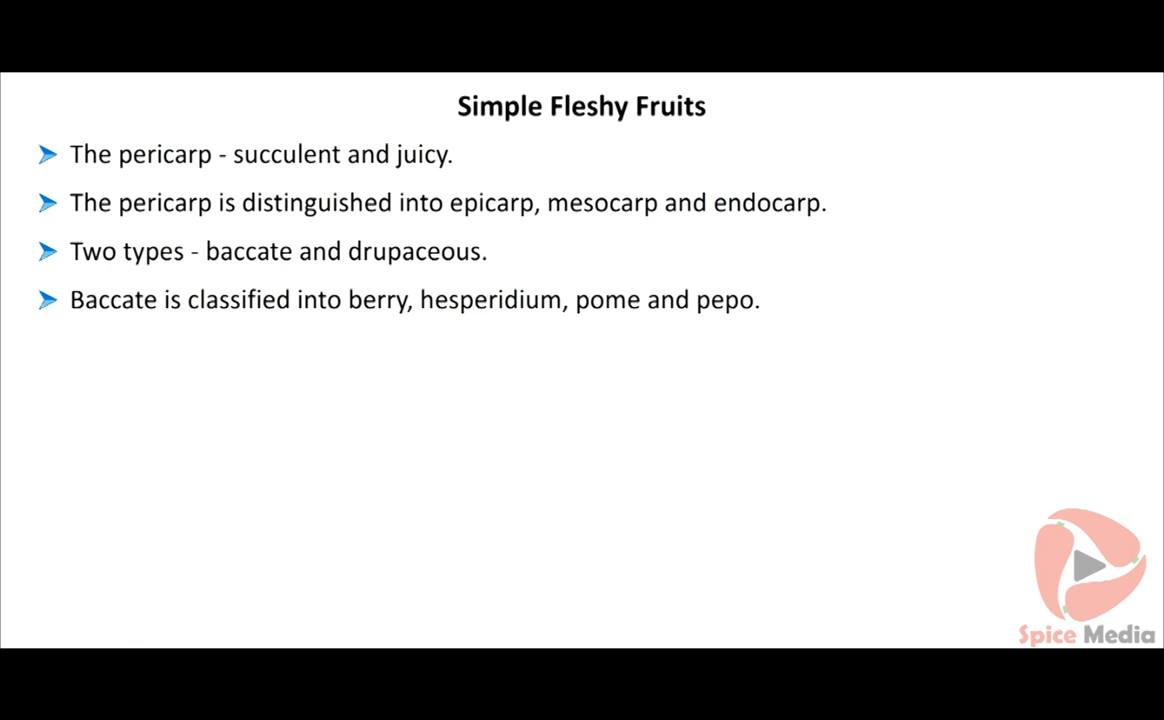 Simple Fleshy Fruits
The pericarp - succulent and juicy.
The pericarp is distinguished into epicarp, mesocarp and endocarp.
Two types - baccate and drupaceous.
Baccate is classified into berry, hesperidium, pome and pepo.
Spice Media